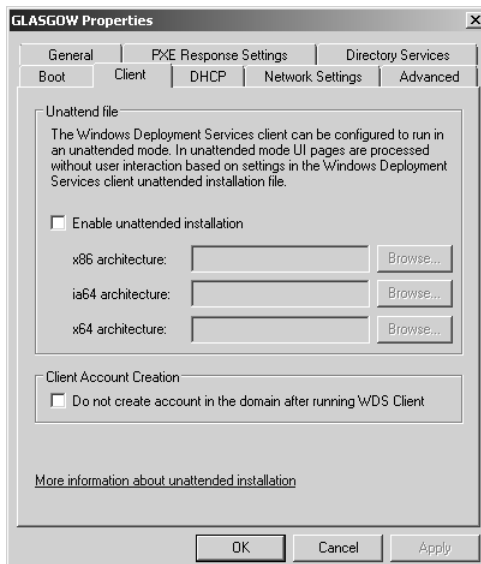 GLASGOW Properties
General PXE Response Settings Directory Services
Boot Client DHCP Network Settings Advanced
Unattend file
The Windows Deployment Services client can be configured to run in
an unattended mode. In unattended mode UI pages are processed
without user interaction based on settings in the Windows Deployment
Services client unattended installation file.
Enable unattended installation
x86 architecture: Browse...
ia64 architecture: Browse...
x64 architecture: Browse...
Client Account Creation
Do not create account in the domain after running WDS Client
More information about unattended installation
OK Cancel Apply